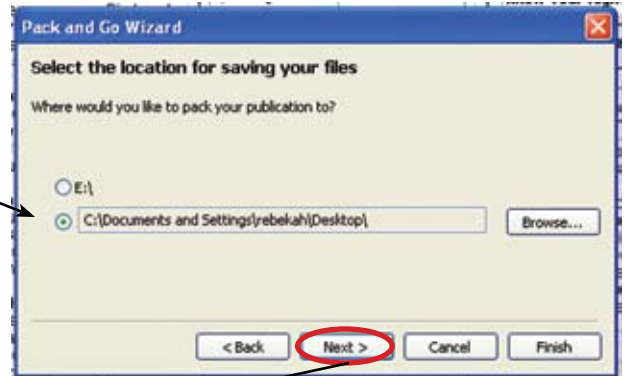 Pack and Go Wizard
Select the location for saving your files
Where would you like to pack your publication to?
E:\
C:\Documents and Settings\rebekah\Desktop\
Browse...
< Back
Next >
Cancel
Finish